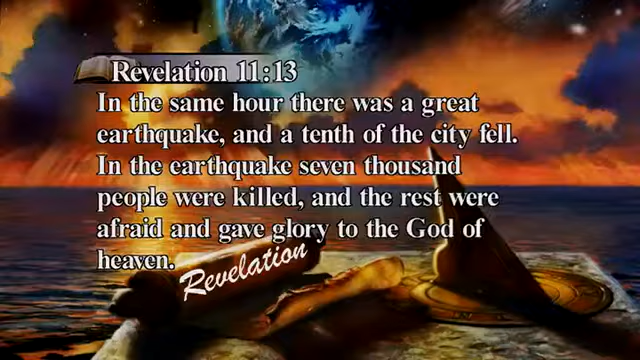 Revelation 11:13
In the same hour there was a great
earthquake, and a tenth of the city fell.
In the earthquake seven thousand
people were killed, and the rest were
afraid and gave glory to the God of
heaven.
Revelation